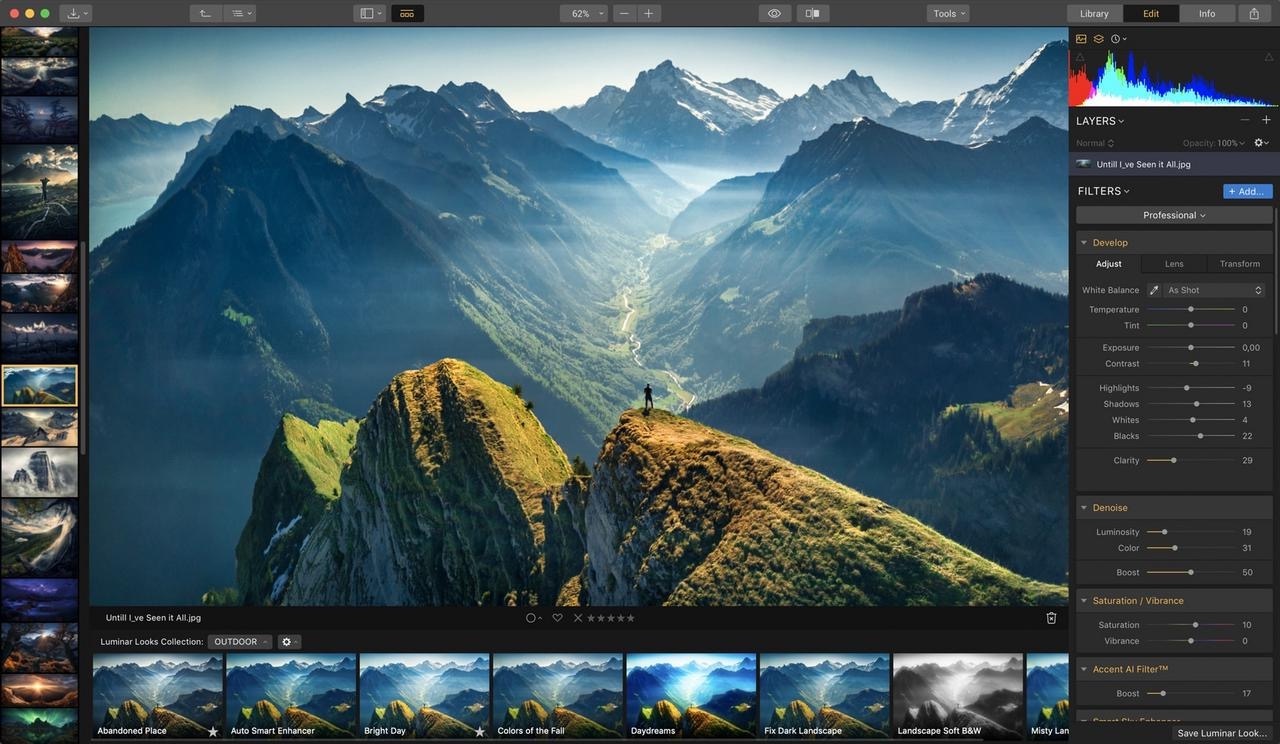 62%
Tools
Library
Edit
Info
LAYERS
Normal
Opacity: 100%
Untill I_ve Seen it All.jpg
FILTERS
+ Add...
Professional
Develop
Adjust
Lens
Transform
White Balance
As Shot
Temperature 0
Tint 0
Exposure 0,00
Contrast 11
Highlights -9
Shadows 13
Whites 4
Blacks 22
Clarity 29
Denoise
Luminosity 19
Color 31
Boost 50
Saturation / Vibrance
Saturation 10
Vibrance 0
Accent AI Filter™
Boost 17
Smart Sky Enhancer
Save Luminar Look...
Untill I_ve Seen it All.jpg
Luminar Looks Collection: OUTDOOR
Abandoned Place
Auto Smart Enhancer
Bright Day
Colors of the Fall
Daydreams
Fix Dark Landscape
Landscape Soft B&W
Misty Lan